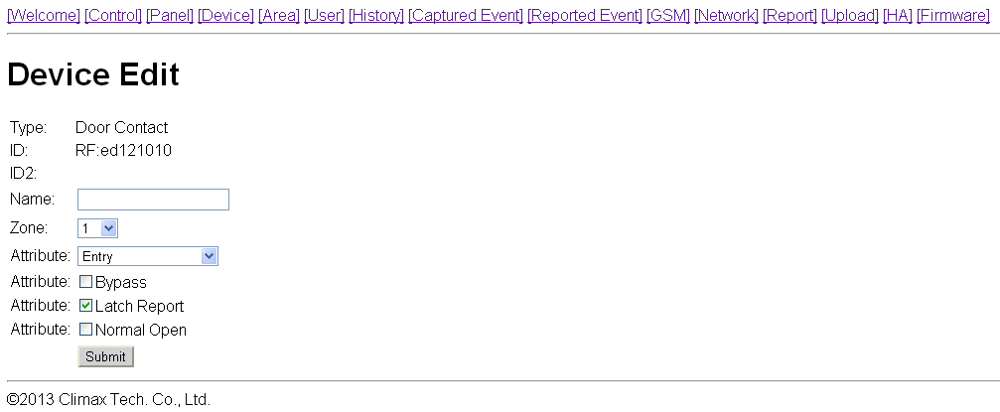 [Welcome] [Control] [Panel] [Device] [Area] [User] [History] [Captured Event] [Reported Event] [GSM] [Network] [Report] [Upload] [HA] [Firmware]
Device Edit
Type: Door Contact
ID: RF:ed121010
ID2:
Name:
Zone: 1
Attribute: Entry
Attribute: Bypass
Attribute: Latch Report
Attribute: Normal Open
Submit
©2013 Climax Tech. Co., Ltd.